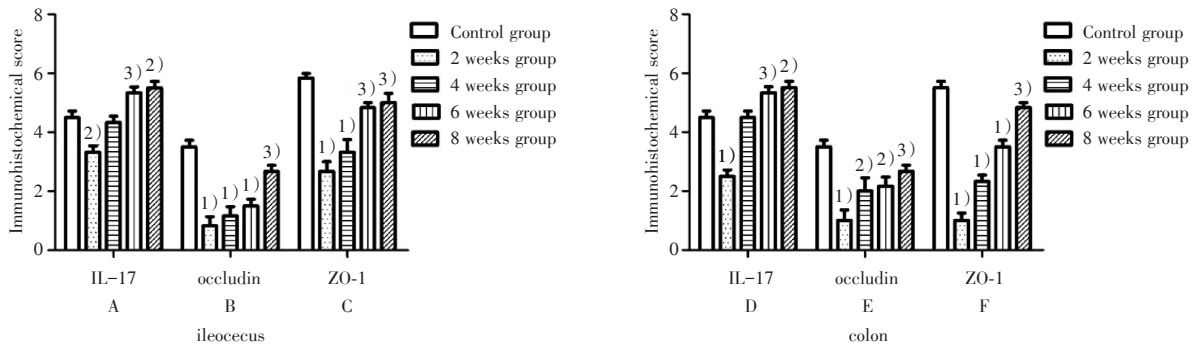 Immunohistochemical score
8
6
4
2
0
2)
3)
2)
1)
1)
1)
3)
1)
1)
3)
3)
IL-17
occludin
ZO-1
A
B
C
ileocecus
Control group
2 weeks group
4 weeks group
6 weeks group
8 weeks group
Immunohistochemical score
8
6
4
2
0
1)
3)
2)
1)
2)
2)
3)
1)
1)
1)
3)
IL-17
occludin
ZO-1
D
E
F
colon
Control group
2 weeks group
4 weeks group
6 weeks group
8 weeks group